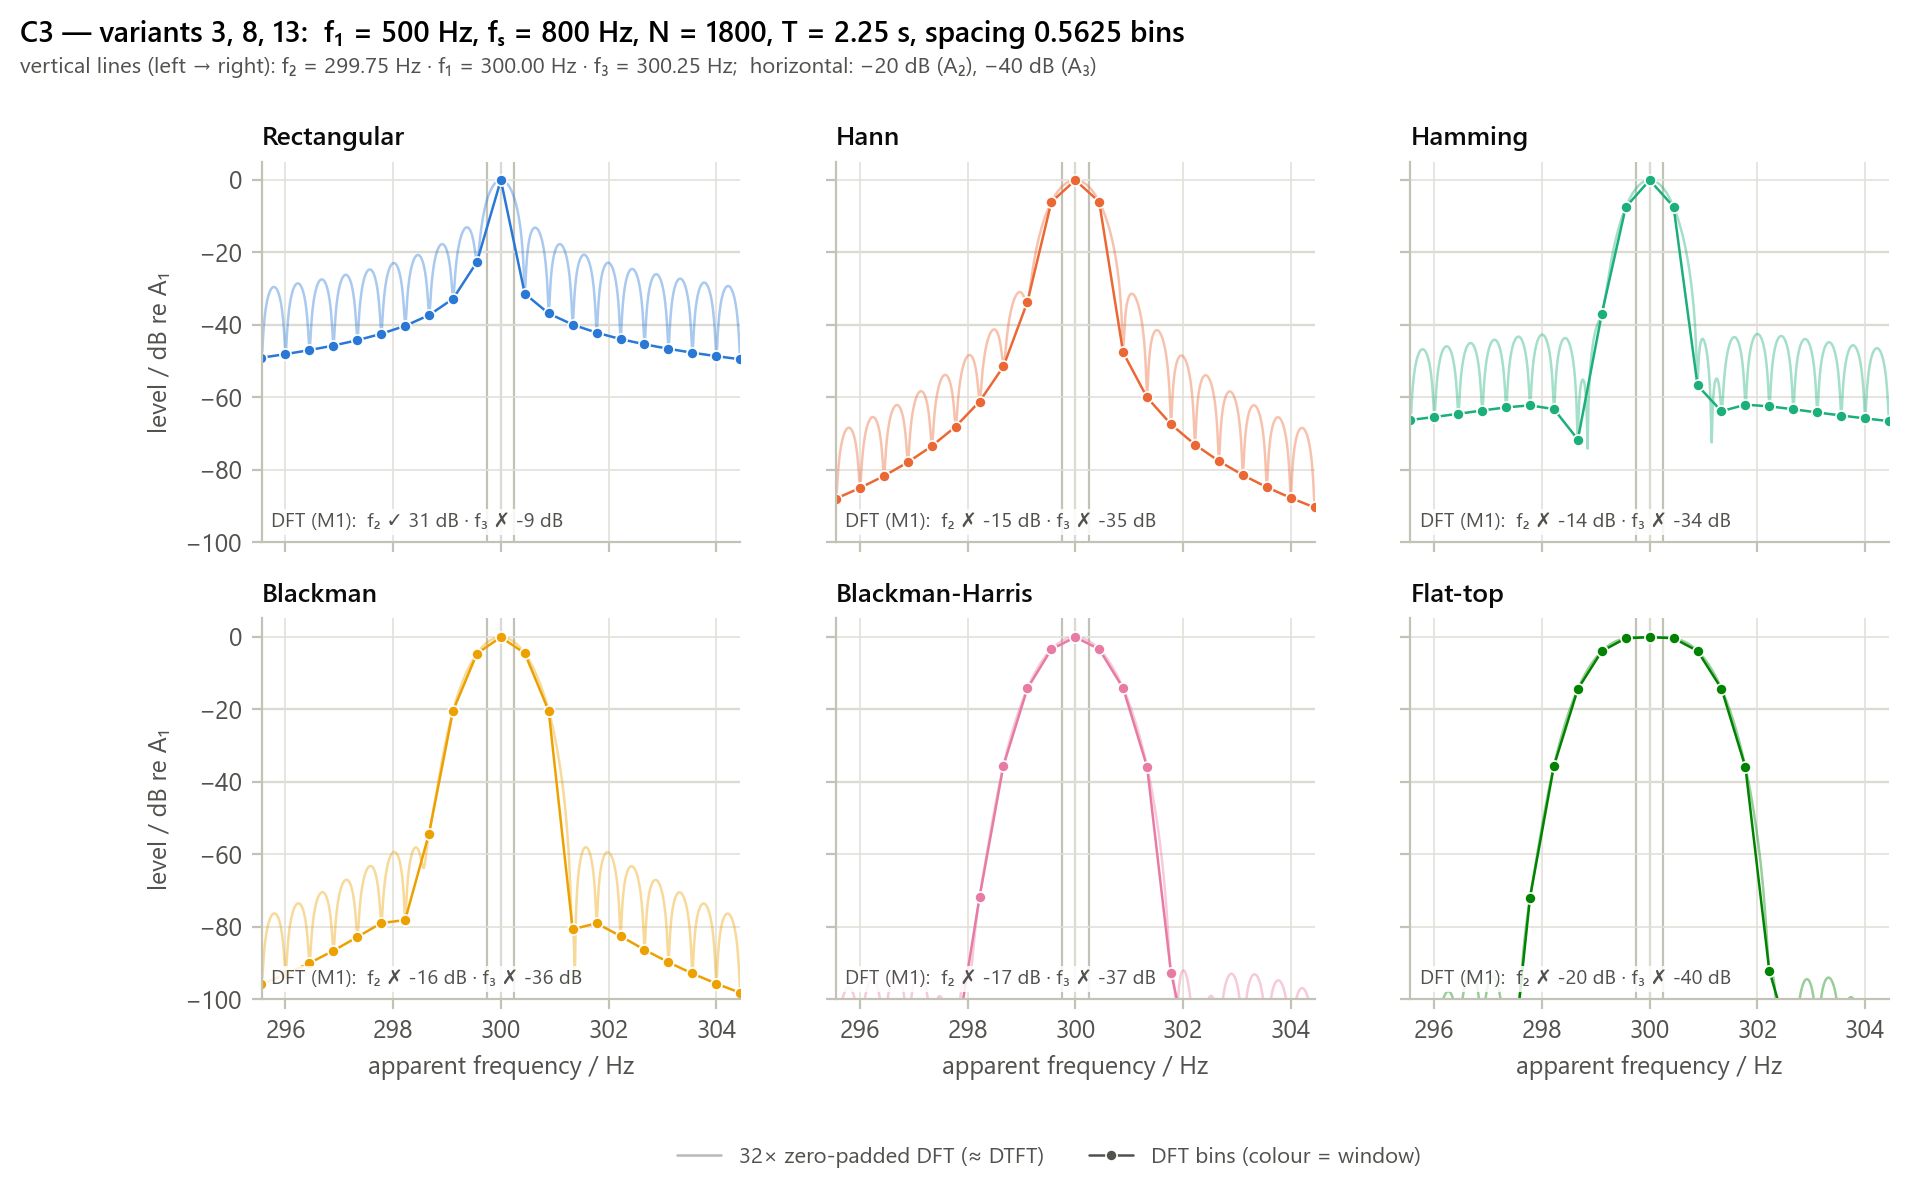 C3 — variants 3, 8, 13:  f₁ = 500 Hz, fₛ = 800 Hz, N = 1800, T = 2.25 s, spacing 0.5625 bins
vertical lines (left → right): f₂ = 299.75 Hz · f₁ = 300.00 Hz · f₃ = 300.25 Hz;  horizontal: −20 dB (A₂), −40 dB (A₃)
Rectangular
Hann
Hamming
level / dB re A₁
0
−20
−40
−60
−80
−100
DFT (M1):  f₂ ✓ 31 dB · f₃ ✗ -9 dB
DFT (M1):  f₂ ✗ -15 dB · f₃ ✗ -35 dB
DFT (M1):  f₂ ✗ -14 dB · f₃ ✗ -34 dB
Blackman
Blackman-Harris
Flat-top
level / dB re A₁
0
−20
−40
−60
−80
−100
DFT (M1):  f₂ ✗ -16 dB · f₃ ✗ -36 dB
DFT (M1):  f₂ ✗ -17 dB · f₃ ✗ -37 dB
DFT (M1):  f₂ ✗ -20 dB · f₃ ✗ -40 dB
296 298 300 302 304
296 298 300 302 304
296 298 300 302 304
apparent frequency / Hz
apparent frequency / Hz
apparent frequency / Hz
32× zero-padded DFT (≈ DTFT)
DFT bins (colour = window)